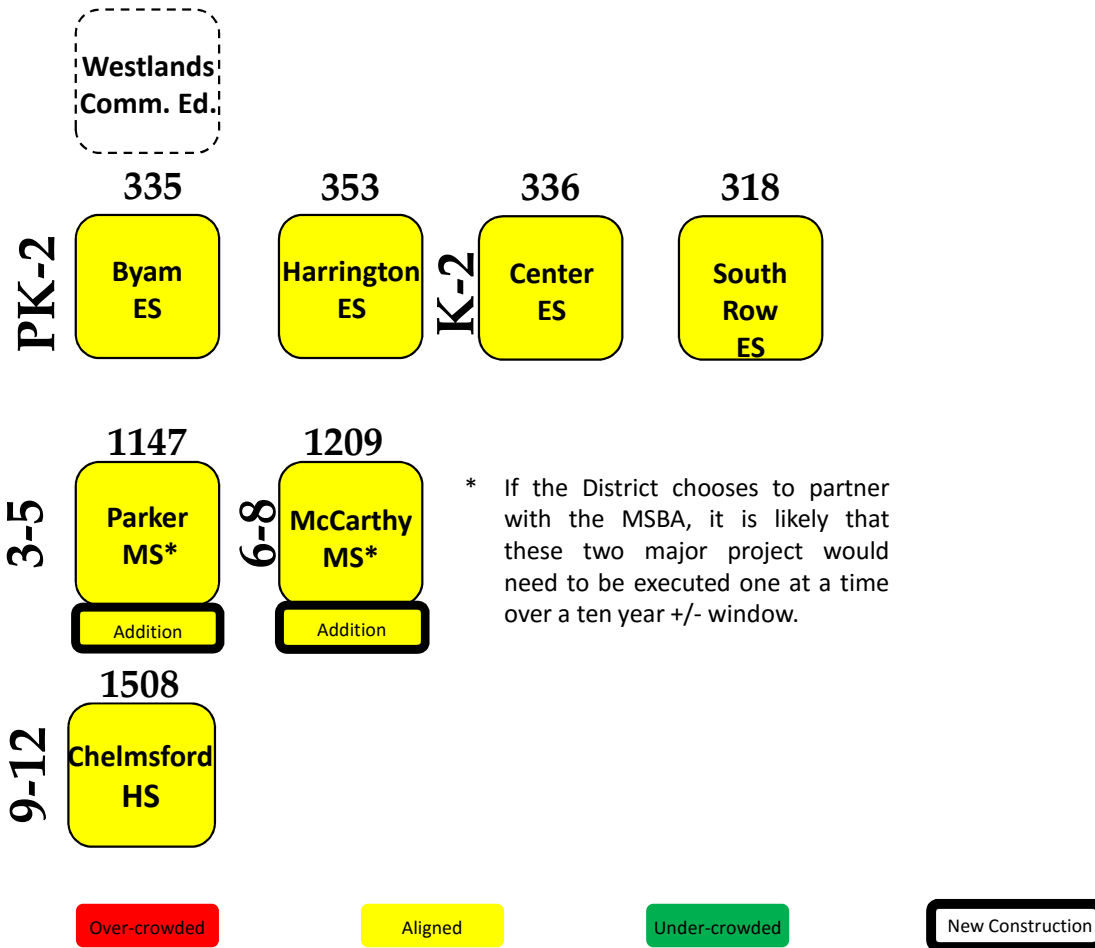 Westlands
Comm. Ed.
335
353
336
318
PK-2
Byam
ES
Harrington
ES
K-2
Center
ES
South
Row
ES
1147
1209
3-5
Parker
MS*
Addition
6-8
McCarthy
MS*
Addition
* If the District chooses to partner
with the MSBA, it is likely that
these two major project would
need to be executed one at a time
over a ten year +/- window.
1508
9-12
Chelmsford
HS
Over-crowded
Aligned
Under-crowded
New Construction